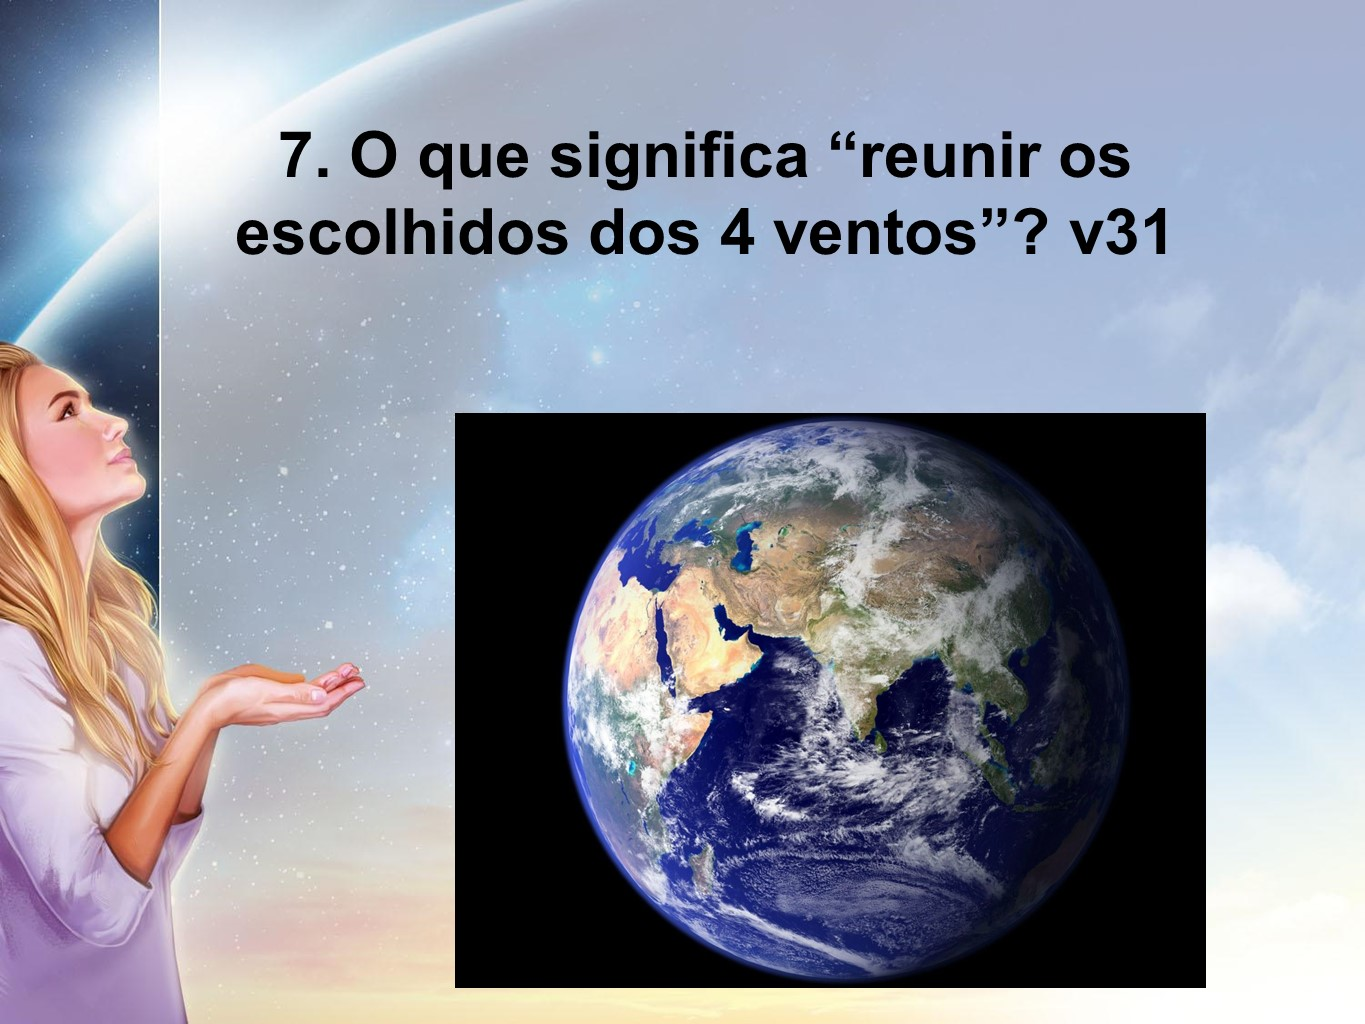 7. O que significa “reunir os
escolhidos dos 4 ventos”? v31